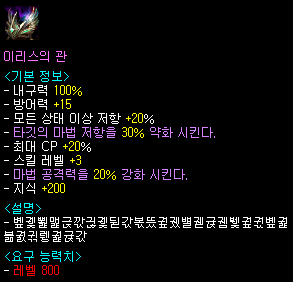 이리스의 관
<기본 정보>
- 내구력 100%
- 방어력 +15
- 모든 상태 이상 저항 +20%
- 타깃의 마법 저항을 30% 약화 시킨다.
- 최대 CP +20%
- 스킬 레벨 +3
- 마법 공격력을 20% 강화 시킨다.
- 지식 +200
<설명>
<요구 능력치>
- 레벨 800